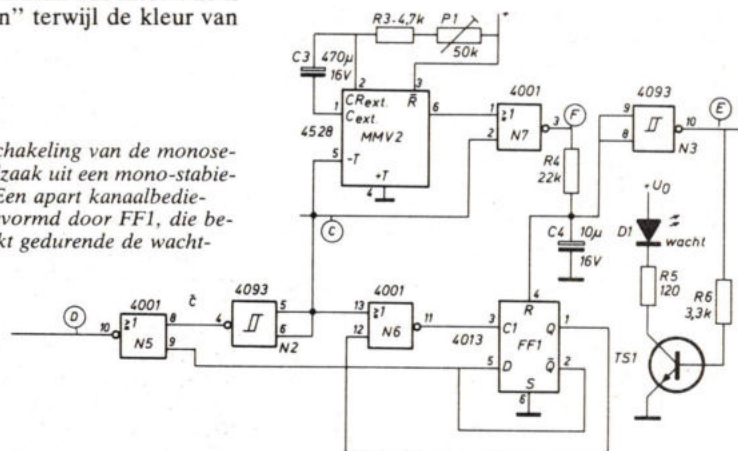 n” terwijl de kleur van
chakeling van de monose-
zaak uit een mono-stabie-
Een apart kanaalbedie-
vormd door FF1, die be-
kt gedurende de wacht-
R3-4,7k
P1
50k
+
C3 470µ
16V
2
3
1
CRext. R̄
Cext.
4528
MMV2
6
5
-T
+T
4
4001
1
≥1
2
N7
3
F
R4
22k
C4 10µ
16V
4093
9
8
10
N3
E
U0
D1
wacht
R5
120
R6
3,3k
TS1
C
D
10
4001
≥1
N5
8
9
c̄
4093
4
5
6
N2
4001
13
≥1
12
N6
11
4013
4
R
3
C1
Q
1
FF1
5
D
Q̄
2
S
6